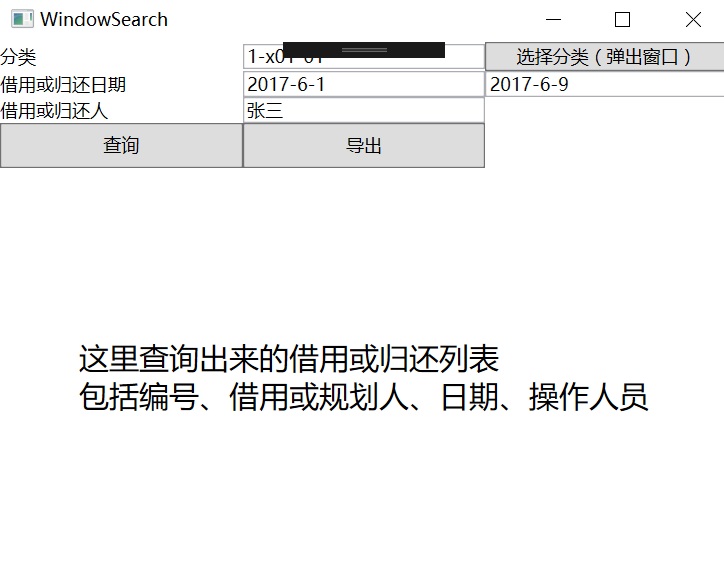 WindowSearch
分类 1-x01-01 选择分类（弹出窗口）
借用或归还日期 2017-6-1 2017-6-9
借用或归还人 张三
查询 导出
这里查询出来的借用或归还列表
包括编号、借用或规划人、日期、操作人员